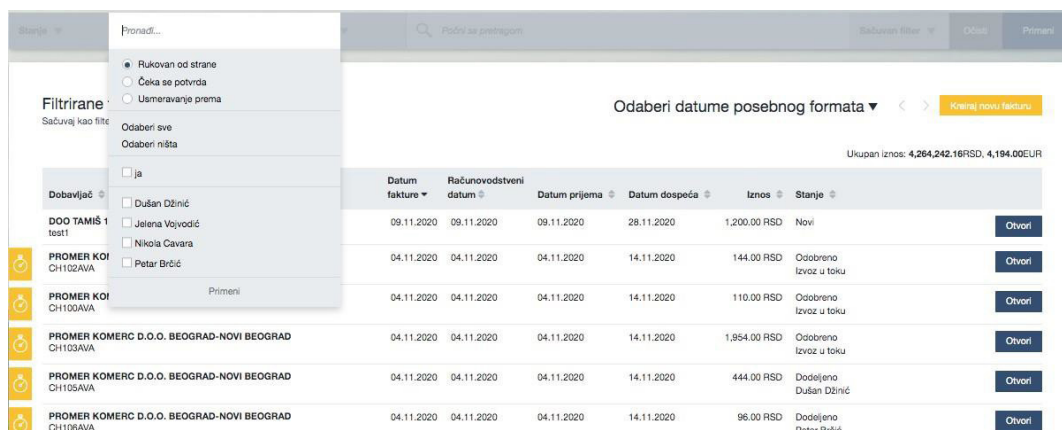 Stanje
Pronađi...
Počni sa pretragom
Sačuvan filter
Očisti
Primeni
Rukovan od strane
Čeka se potvrda
Usmeravanje prema
Odaberi sve
Odaberi ništa
ja
Dušan Džinić
Jelena Vojvodić
Nikola Cavara
Petar Brčić
Primeni
Filtrirane
Sačuvaj kao filte
Odaberi datume posebnog formata
Kreiraj novu fakturu
Ukupan iznos: 4,264,242.16RSD, 4,194.00EUR
Dobavljač Datum fakture Računovodstveni datum Datum prijema Datum dospeća Iznos Stanje
DOO TAMIŠ 1 09.11.2020 09.11.2020 09.11.2020 28.11.2020 1,200.00 RSD Novi Otvori
test1
PROMER KO 04.11.2020 04.11.2020 04.11.2020 14.11.2020 144.00 RSD Odobreno Otvori
CH102AVA Izvoz u toku
PROMER KO 04.11.2020 04.11.2020 04.11.2020 14.11.2020 110.00 RSD Odobreno Otvori
CH100AVA Izvoz u toku
PROMER KOMERC D.O.O. BEOGRAD-NOVI BEOGRAD 04.11.2020 04.11.2020 04.11.2020 14.11.2020 1,954.00 RSD Odobreno Otvori
CH103AVA Izvoz u toku
PROMER KOMERC D.O.O. BEOGRAD-NOVI BEOGRAD 04.11.2020 04.11.2020 04.11.2020 14.11.2020 444.00 RSD Dodeljeno Otvori
CH105AVA Dušan Džinić
PROMER KOMERC D.O.O. BEOGRAD-NOVI BEOGRAD 04.11.2020 04.11.2020 04.11.2020 14.11.2020 96.00 RSD Dodeljeno Otvori
CH106AVA Petar Brčić